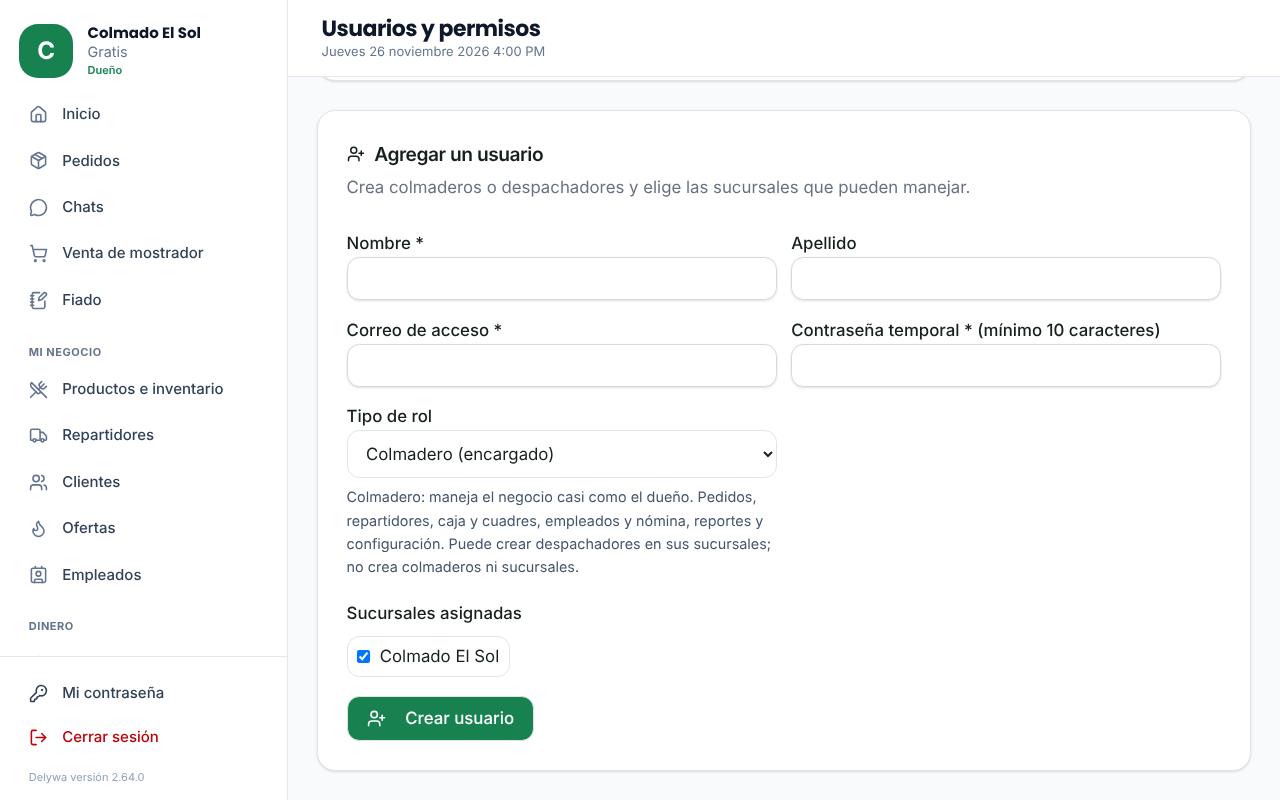 C
Colmado El Sol
Gratis
Dueño
Inicio
Pedidos
Chats
Venta de mostrador
Fiado
MI NEGOCIO
Productos e inventario
Repartidores
Clientes
Ofertas
Empleados
DINERO
Mi contraseña
Cerrar sesión
Delywa versión 2.64.0
Usuarios y permisos
Jueves 26 noviembre 2026 4:00 PM
Agregar un usuario
Crea colmaderos o despachadores y elige las sucursales que pueden manejar.
Nombre *
Apellido
Correo de acceso *
Contraseña temporal * (mínimo 10 caracteres)
Tipo de rol
Colmadero (encargado)
Colmadero: maneja el negocio casi como el dueño. Pedidos,
repartidores, caja y cuadres, empleados y nómina, reportes y
configuración. Puede crear despachadores en sus sucursales;
no crea colmaderos ni sucursales.
Sucursales asignadas
Colmado El Sol
Crear usuario